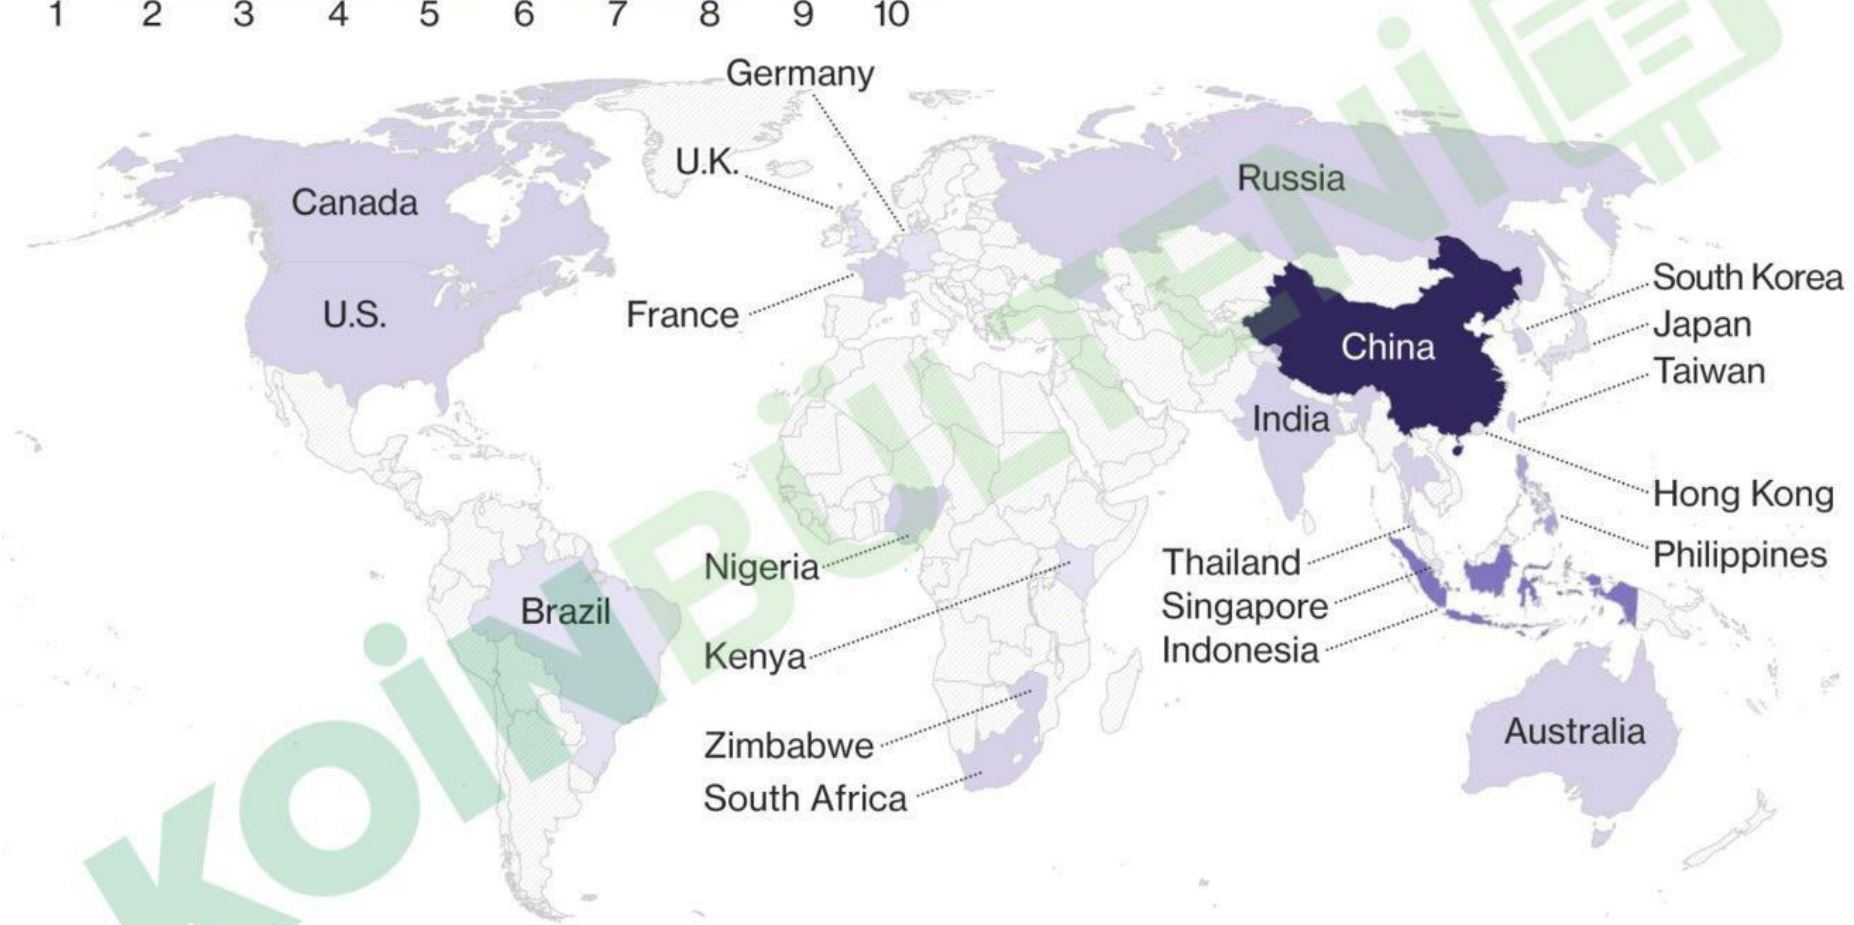 1 2 3 4 5 6 7 8 9 10
Germany
U.K.
Canada
Russia
U.S.
France
China
South Korea
Japan
Taiwan
India
Hong Kong
Philippines
Nigeria
Thailand
Singapore
Indonesia
Brazil
Kenya
Zimbabwe
South Africa
Australia
KOiNBÜLTENi